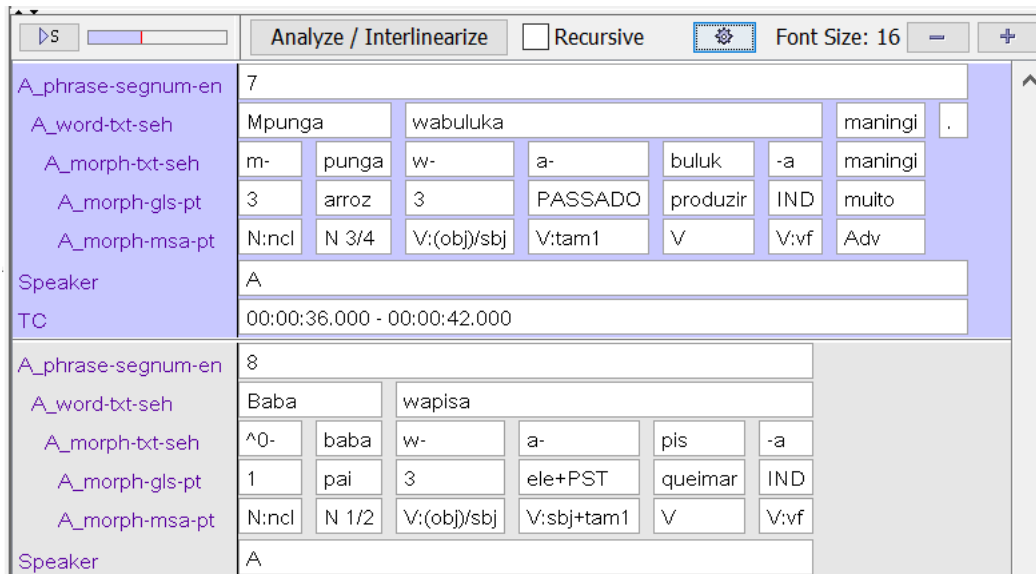 S Analyze / Interlinearize Recursive Font Size: 16
A_phrase-segnum-en 7
A_word-txt-seh Mpunga wabuluka maningi .
A_morph-txt-seh m- punga w- a- buluk -a maningi
A_morph-gls-pt 3 arroz 3 PASSADO produzir IND muito
A_morph-msa-pt N:ncl N 3/4 V:(obj)/sbj V:tam1 V V:vf Adv
Speaker A
TC 00:00:36.000 - 00:00:42.000
A_phrase-segnum-en 8
A_word-txt-seh Baba wapisa
A_morph-txt-seh ^0- baba w- a- pis -a
A_morph-gls-pt 1 pai 3 ele+PST queimar IND
A_morph-msa-pt N:ncl N 1/2 V:(obj)/sbj V:sbj+tam1 V V:vf
Speaker A